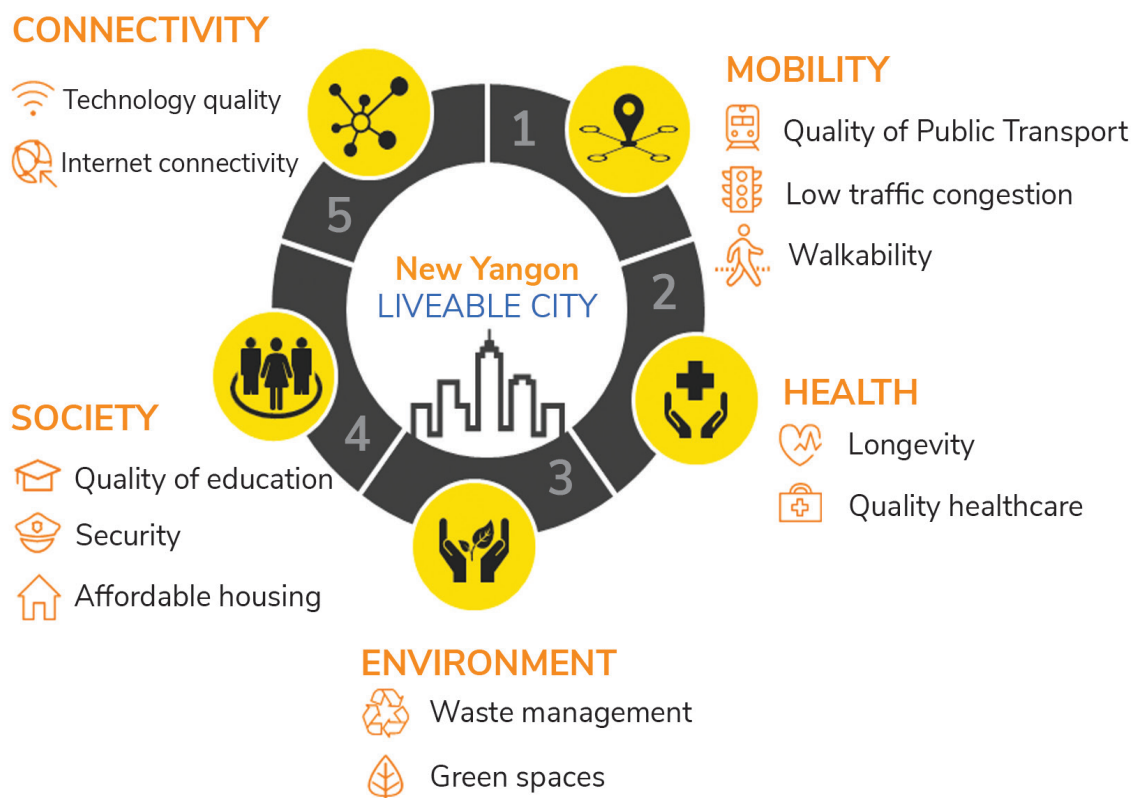 CONNECTIVITY
Technology quality
Internet connectivity
1
MOBILITY
Quality of Public Transport
Low traffic congestion
Walkability
5
New Yangon
LIVEABLE CITY
2
HEALTH
Longevity
Quality healthcare
SOCIETY
Quality of education
Security
Affordable housing
4
3
ENVIRONMENT
Waste management
Green spaces